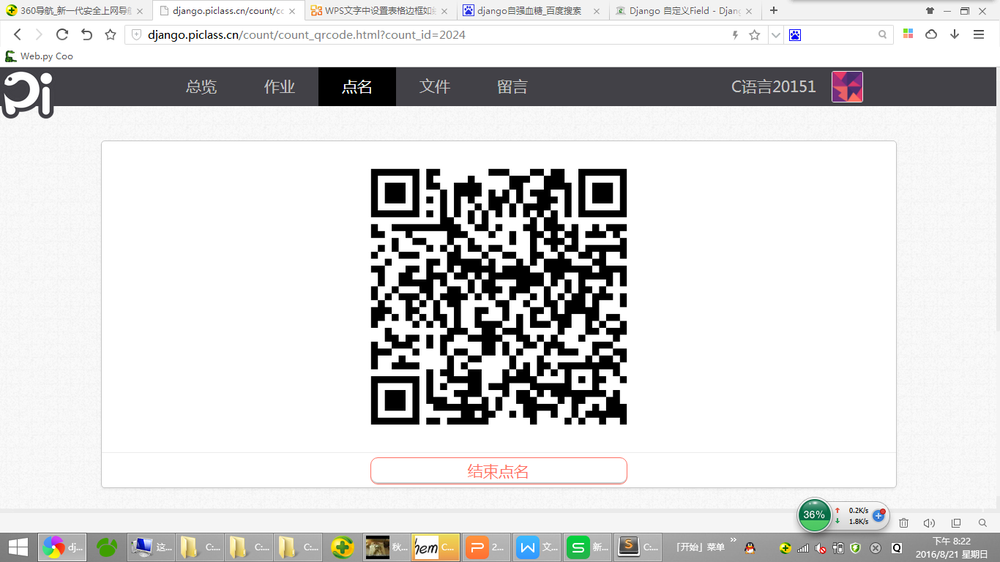 360导航_新一代安全上网导航
django.piclass.cn/count/co
WPS文字中设置表格边框如
django自强血糖_百度搜索
Django 自定义Field - Djan
django.piclass.cn/count/count_qrcode.html?count_id=2024
Web.py Coo
总览
作业
点名
文件
留言
C语言20151
结束点名
36%
0.2K/s
1.8K/s
dj...
这...
C:...
C:...
C:...
秋...
hem
C...
2...
文...
新...
C:...
「开始」菜单
下午 8:22
2016/8/21 星期日